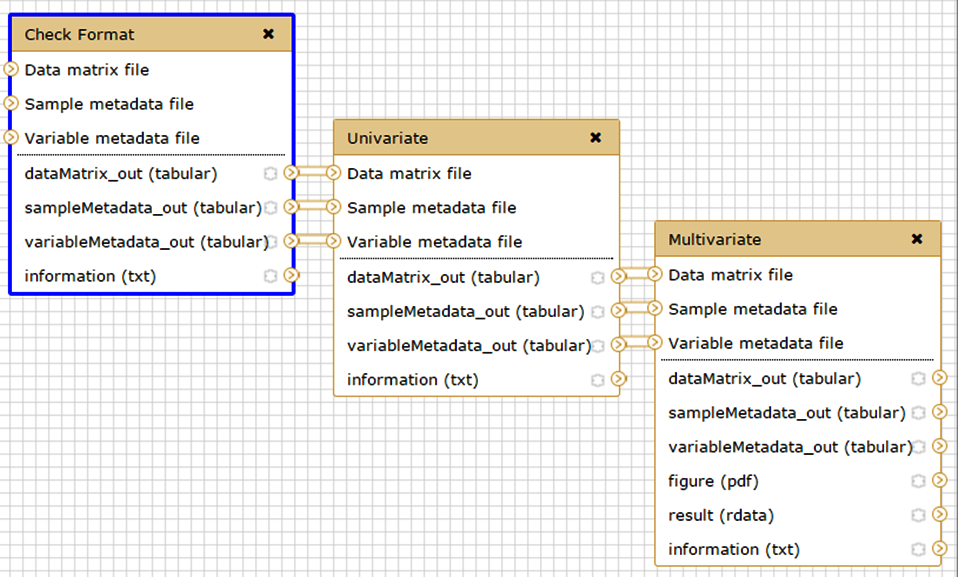 Check Format
Data matrix file
Sample metadata file
Variable metadata file
dataMatrix_out (tabular)
sampleMetadata_out (tabular)
variableMetadata_out (tabular)
information (txt)
Univariate
Data matrix file
Sample metadata file
Variable metadata file
dataMatrix_out (tabular)
sampleMetadata_out (tabular)
variableMetadata_out (tabular)
information (txt)
Multivariate
Data matrix file
Sample metadata file
Variable metadata file
dataMatrix_out (tabular)
sampleMetadata_out (tabular)
variableMetadata_out (tabular)
figure (pdf)
result (rdata)
information (txt)